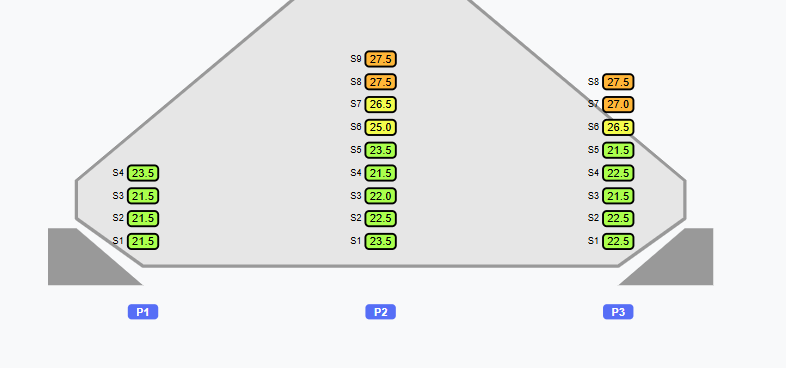 S9 27.5
S8 27.5 S8 27.5
S7 26.5 S7 27.0
S6 25.0 S6 26.5
S5 23.5 S5 21.5
S4 23.5 S4 21.5 S4 22.5
S3 21.5 S3 22.0 S3 21.5
S2 21.5 S2 22.5 S2 22.5
S1 21.5 S1 23.5 S1 22.5
P1 P2 P3